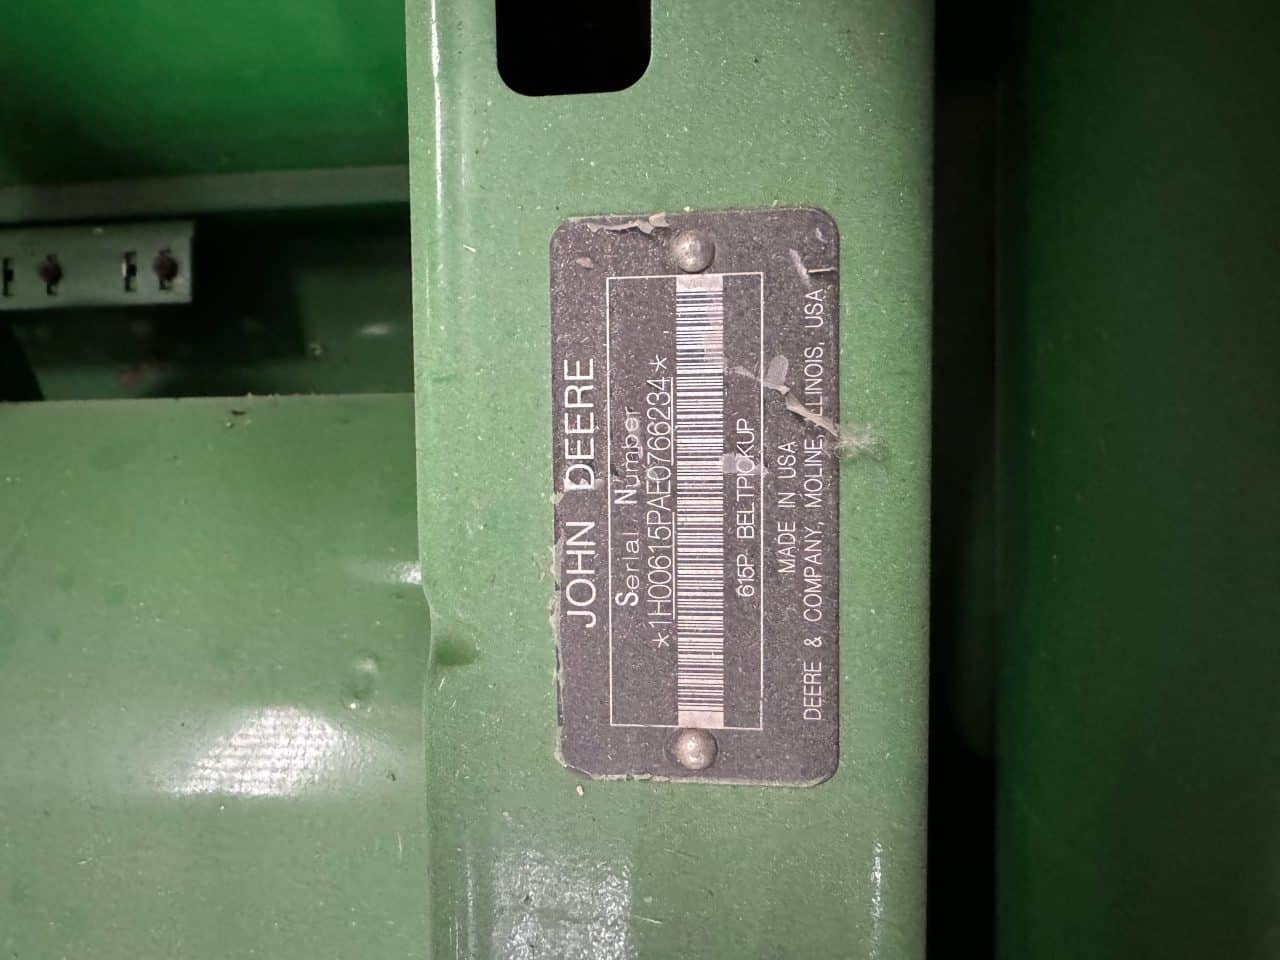 JOHN DEERE
Serial Number
*1H00615PAE0766234*
615P BELTPICKUP
MADE IN USA
DEERE & COMPANY, MOLINE, ILLINOIS, USA